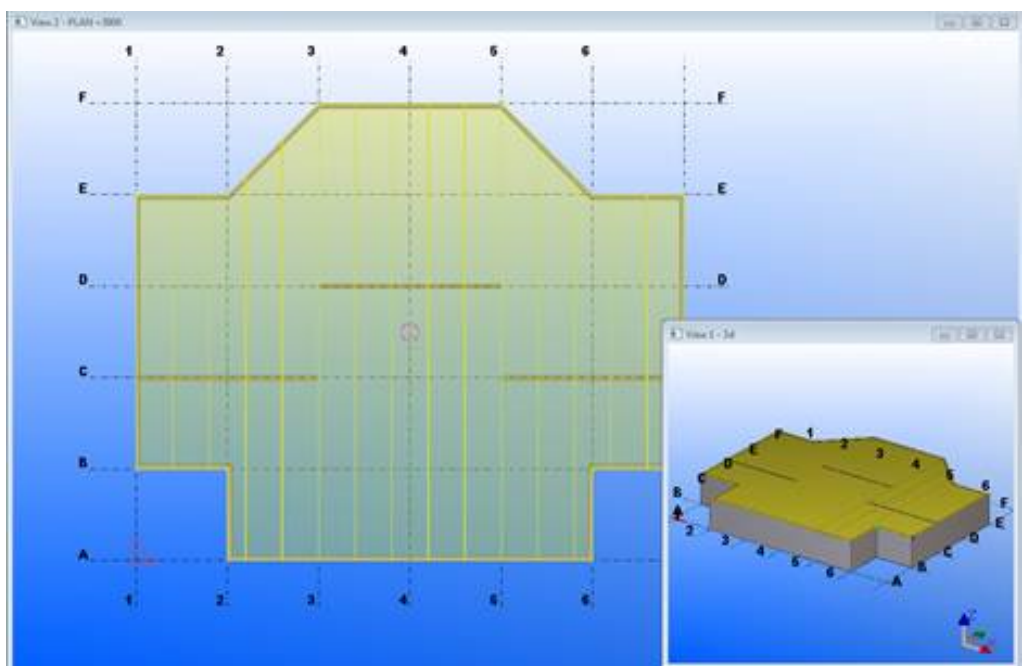 View 2 - PLAN +3000
1 2 3 4 5 6
F F
E E
D D
C
B
A
1 2 3 4 5 6
View 1 - 3d
F 1 2 3 4 5 6
E
D
C
B
A
2 3 4 5 6
A B C D E F